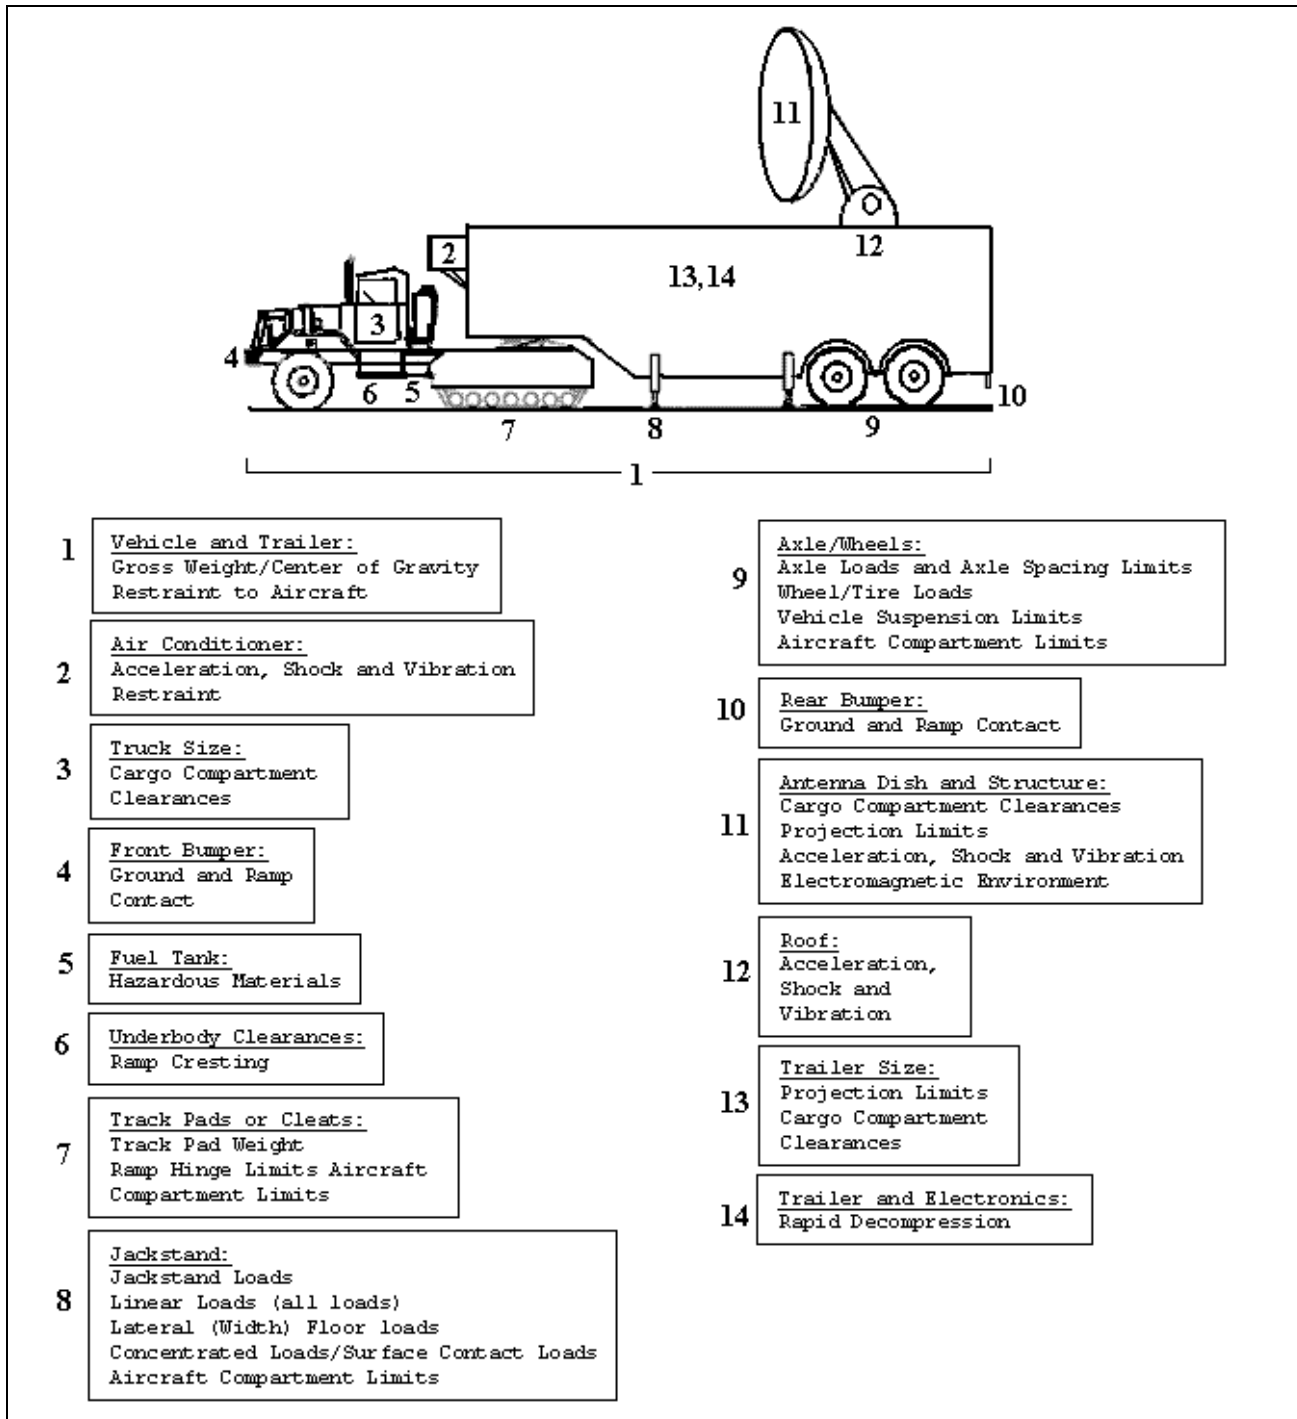 11
12
2
13,14
3
4
6
5
10
7
8
9
1
1
Vehicle and Trailer:
Gross Weight/Center of Gravity
Restraint to Aircraft
2
Air Conditioner:
Acceleration, Shock and Vibration
Restraint
3
Truck Size:
Cargo Compartment
Clearances
4
Front Bumper:
Ground and Ramp
Contact
5
Fuel Tank:
Hazardous Materials
6
Underbody Clearances:
Ramp Cresting
7
Track Pads or Cleats:
Track Pad Weight
Ramp Hinge Limits Aircraft
Compartment Limits
8
Jackstand:
Jackstand Loads
Linear Loads (all loads)
Lateral (Width) Floor loads
Concentrated Loads/Surface Contact Loads
Aircraft Compartment Limits
9
Axle/Wheels:
Axle Loads and Axle Spacing Limits
Wheel/Tire Loads
Vehicle Suspension Limits
Aircraft Compartment Limits
10
Rear Bumper:
Ground and Ramp Contact
11
Antenna Dish and Structure:
Cargo Compartment Clearances
Projection Limits
Acceleration, Shock and Vibration
Electromagnetic Environment
12
Roof:
Acceleration,
Shock and
Vibration
13
Trailer Size:
Projection Limits
Cargo Compartment
Clearances
14
Trailer and Electronics:
Rapid Decompression